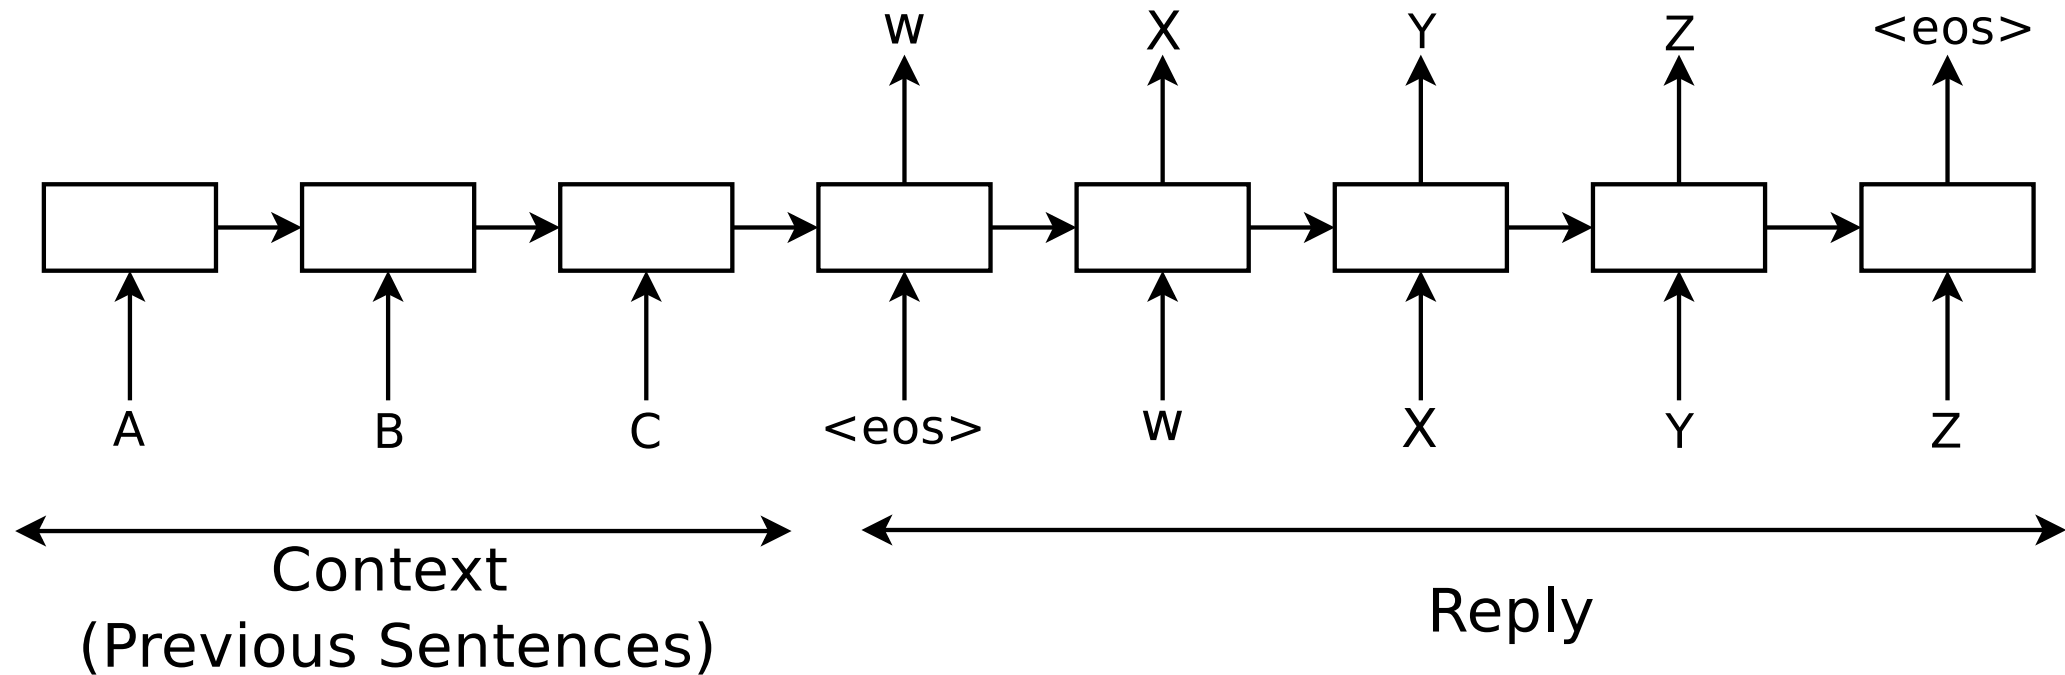 W X Y Z <eos>
A B C <eos> W X Y Z
Context
(Previous Sentences)
Reply